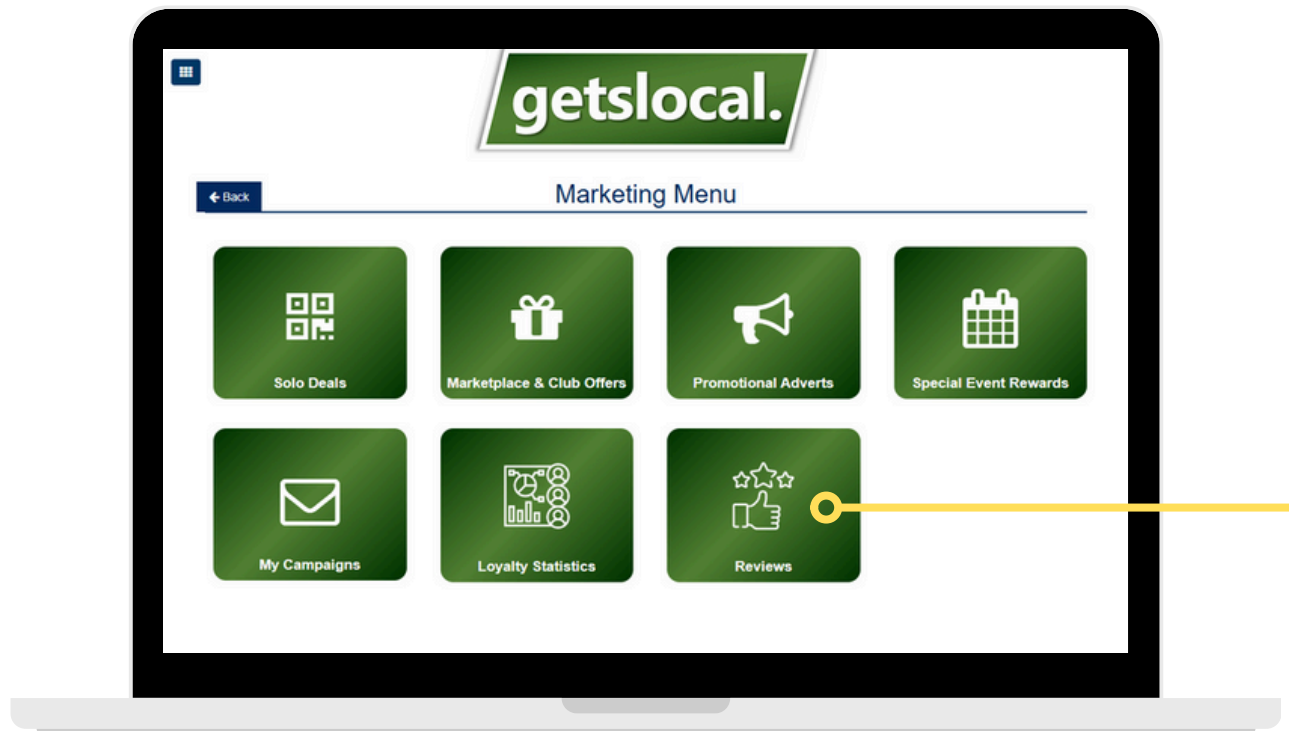 getslocal.
Back
Marketing Menu
Solo Deals
Marketplace & Club Offers
Promotional Adverts
Special Event Rewards
My Campaigns
Loyalty Statistics
Reviews